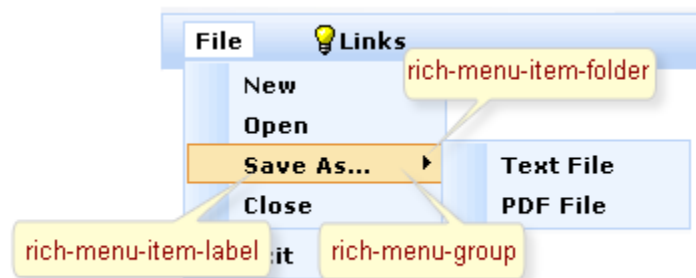 File Links
rich-menu-item-folder
New
Open
Save As... Text File
Close PDF File
rich-menu-item-label rich-menu-group
it